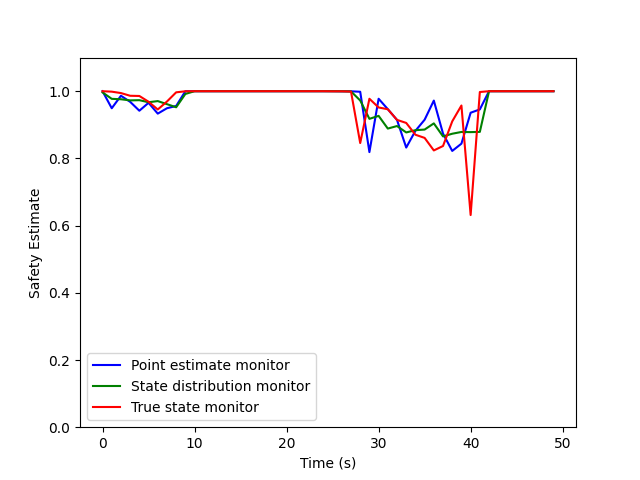 1.0
0.8
0.6
0.4
0.2
0.0
Safety Estimate
Point estimate monitor
State distribution monitor
True state monitor
0 10 20 30 40 50
Time (s)